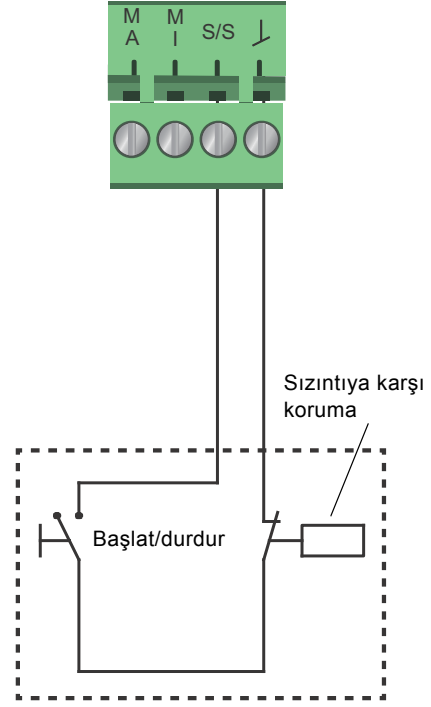 M
A
M
I
S/S
Sızıntıya karşı
koruma
Başlat/durdur